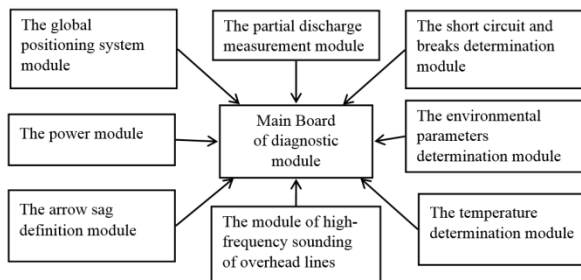 The global
positioning system
module
The partial discharge
measurement module
The short circuit and
breaks determination
module
The power module
Main Board
of diagnostic
module
The environmental
parameters
determination module
The arrow sag
definition module
The module of high-
frequency sounding
of overhead lines
The temperature
determination module